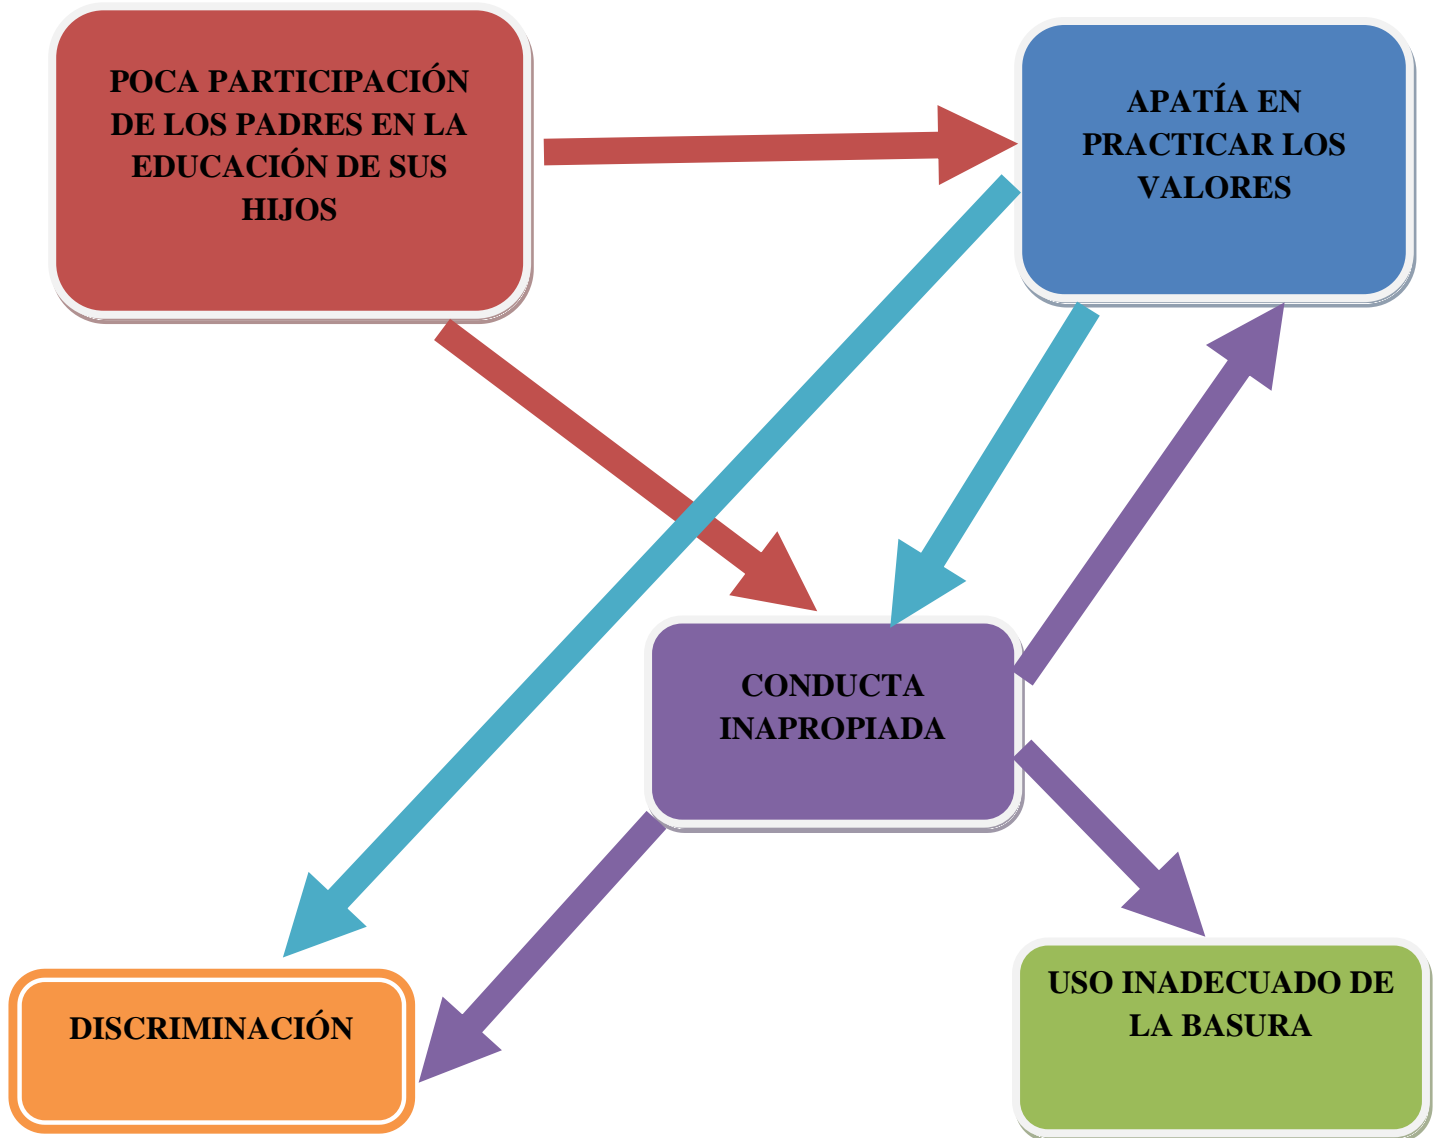 POCA PARTICIPACIÓN
DE LOS PADRES EN LA
EDUCACIÓN DE SUS
HIJOS
APATÍA EN
PRACTICAR LOS
VALORES
CONDUCTA
INAPROPIADA
DISCRIMINACIÓN
USO INADECUADO DE
LA BASURA